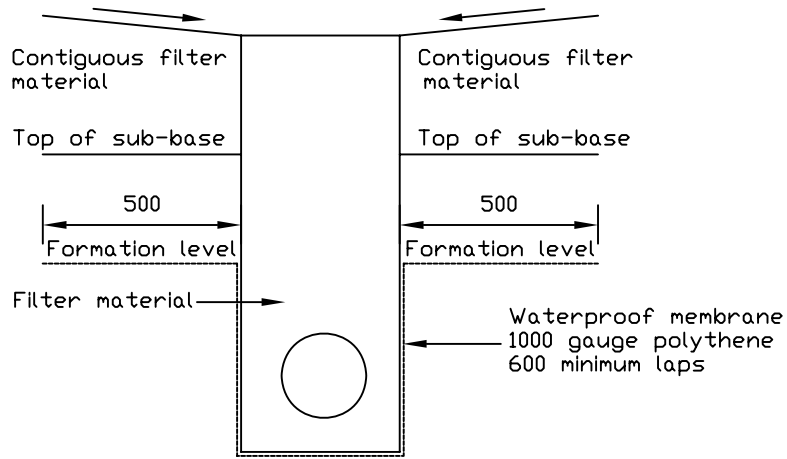 Contiguous filter
material
Contiguous filter
material
Top of sub-base
Top of sub-base
500
500
Formation level
Formation level
Filter material
Waterproof membrane
1000 gauge polythene
600 minimum laps